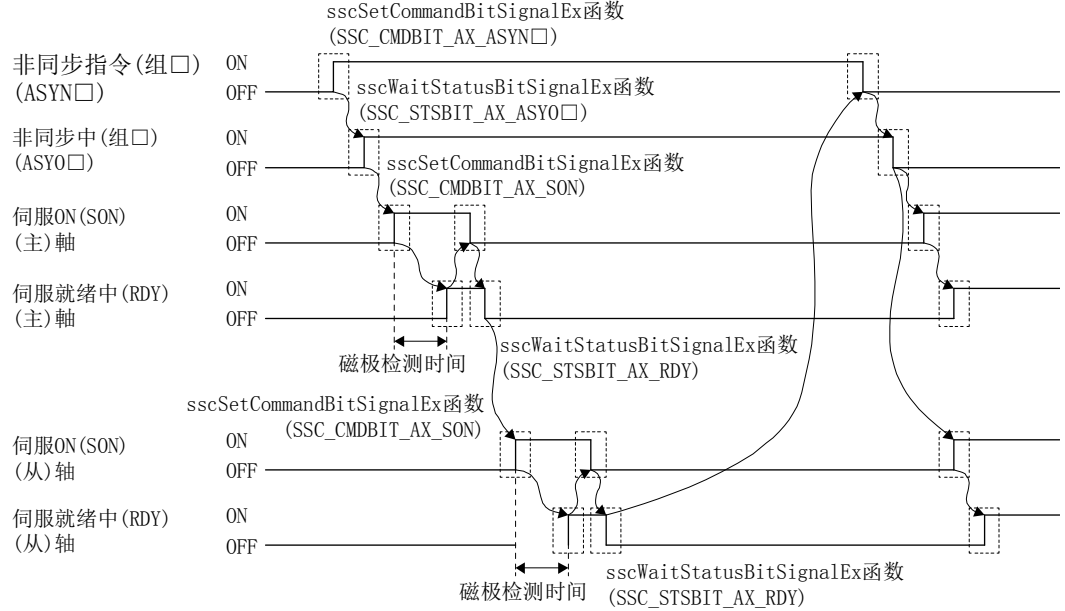 sscSetCommandBitSignalEx函数
(SSC_CMDBIT_AX_ASYN□)
非同步指令(组□)
(ASYN□)
ON
OFF
sscWaitStatusBitSignalEx函数
(SSC_STSBIT_AX_ASYO□)
非同步中(组□)
(ASYO□)
ON
OFF
sscSetCommandBitSignalEx函数
(SSC_CMDBIT_AX_SON)
伺服ON(SON)
(主)軸
ON
OFF
伺服就绪中(RDY)
(主)軸
ON
OFF
磁极检测时间
sscWaitStatusBitSignalEx函数
(SSC_STSBIT_AX_RDY)
sscSetCommandBitSignalEx函数
(SSC_CMDBIT_AX_SON)
伺服ON(SON)
(从)轴
ON
OFF
伺服就绪中(RDY)
(从)轴
ON
OFF
磁极检测时间
sscWaitStatusBitSignalEx函数
(SSC_STSBIT_AX_RDY)